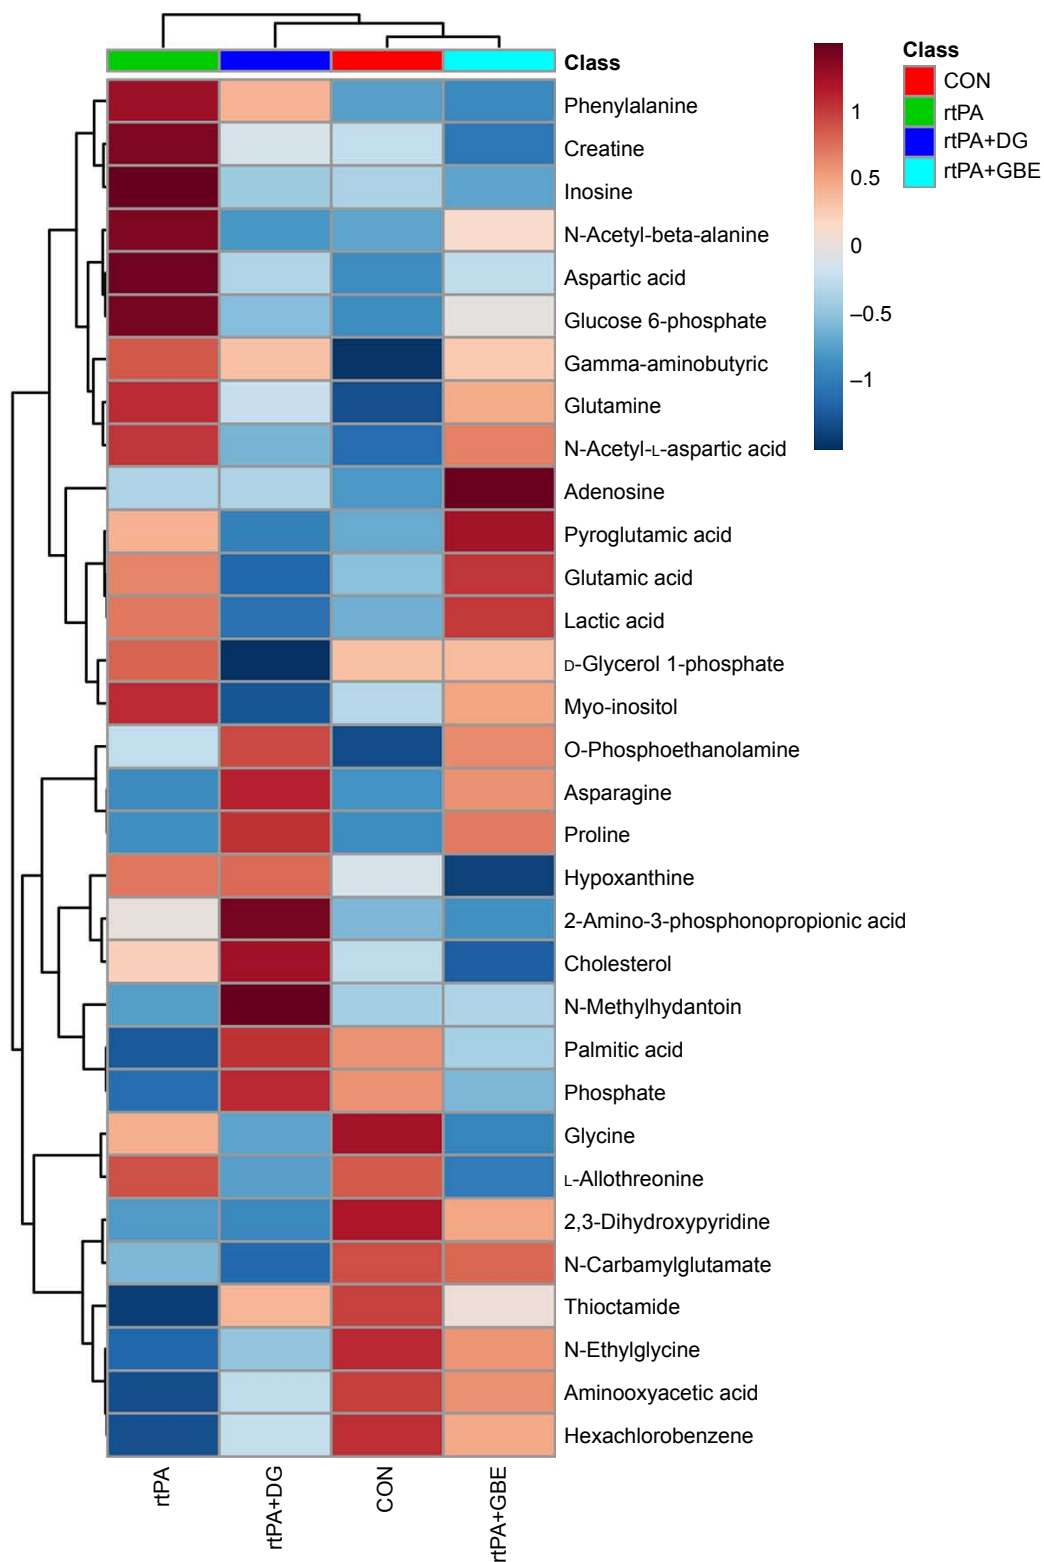 Class
Phenylalanine
Creatine
Inosine
N-Acetyl-beta-alanine
Aspartic acid
Glucose 6-phosphate
Gamma-aminobutyric
Glutamine
N-Acetyl-L-aspartic acid
Adenosine
Pyroglutamic acid
Glutamic acid
Lactic acid
D-Glycerol 1-phosphate
Myo-inositol
O-Phosphoethanolamine
Asparagine
Proline
Hypoxanthine
2-Amino-3-phosphonopropionic acid
Cholesterol
N-Methylhydantoin
Palmitic acid
Phosphate
Glycine
L-Allothreonine
2,3-Dihydroxypyridine
N-Carbamylglutamate
Thioctamide
N-Ethylglycine
Aminooxyacetic acid
Hexachlorobenzene
1
0.5
0
–0.5
–1
Class
CON
rtPA
rtPA+DG
rtPA+GBE
rtPA
rtPA+DG
CON
rtPA+GBE